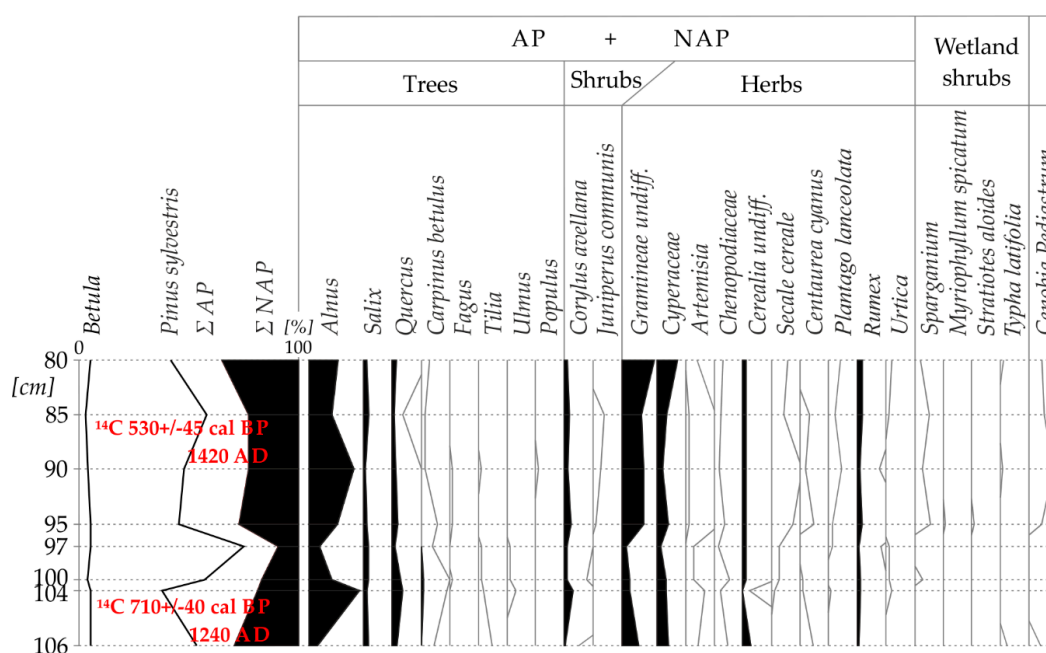 AP + NAP
Trees
Shrubs
Herbs
Wetland
shrubs
Betula
Pinus sylvestris
Σ AP
Σ NAP
[%]
Alnus
Salix
Quercus
Carpinus betulus
Fagus
Tilia
Ulmus
Populus
Corylus avellana
Juniperus communis
Gramineae undiff.
Cyperaceae
Artemisia
Chenopodiaceae
Cerealia undiff.
Secale cereale
Centaurea cyanus
Plantago lanceolata
Rumex
Urtica
Sparganium
Myriophyllum spicatum
Stratiotes aloides
Typha latifolia
0 100
80
[cm]
85
¹⁴C 530+/-45 cal BP
1420 AD
90
95
97
100
104
¹⁴C 710+/-40 cal BP
1240 AD
106